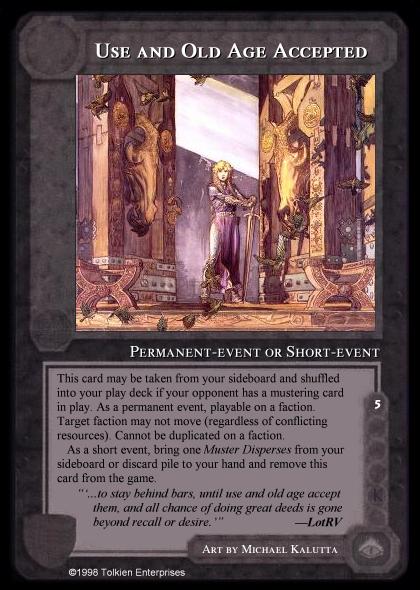 Use and Old Age Accepted
Permanent-event or Short-event
This card may be taken from your sideboard and shuffled
into your play deck if your opponent has a mustering card
in play. As a permanent event, playable on a faction.
Target faction may not move (regardless of conflicting
resources). Cannot be duplicated on a faction.
As a short event, bring one Muster Disperses from your
sideboard or discard pile to your hand and remove this
card from the game.
"‘...to stay behind bars, until use and old age accept
them, and all chance of doing great deeds is gone
beyond recall or desire.’" —LotRV
5
K
Art by Michael Kalutta
©1998 Tolkien Enterprises